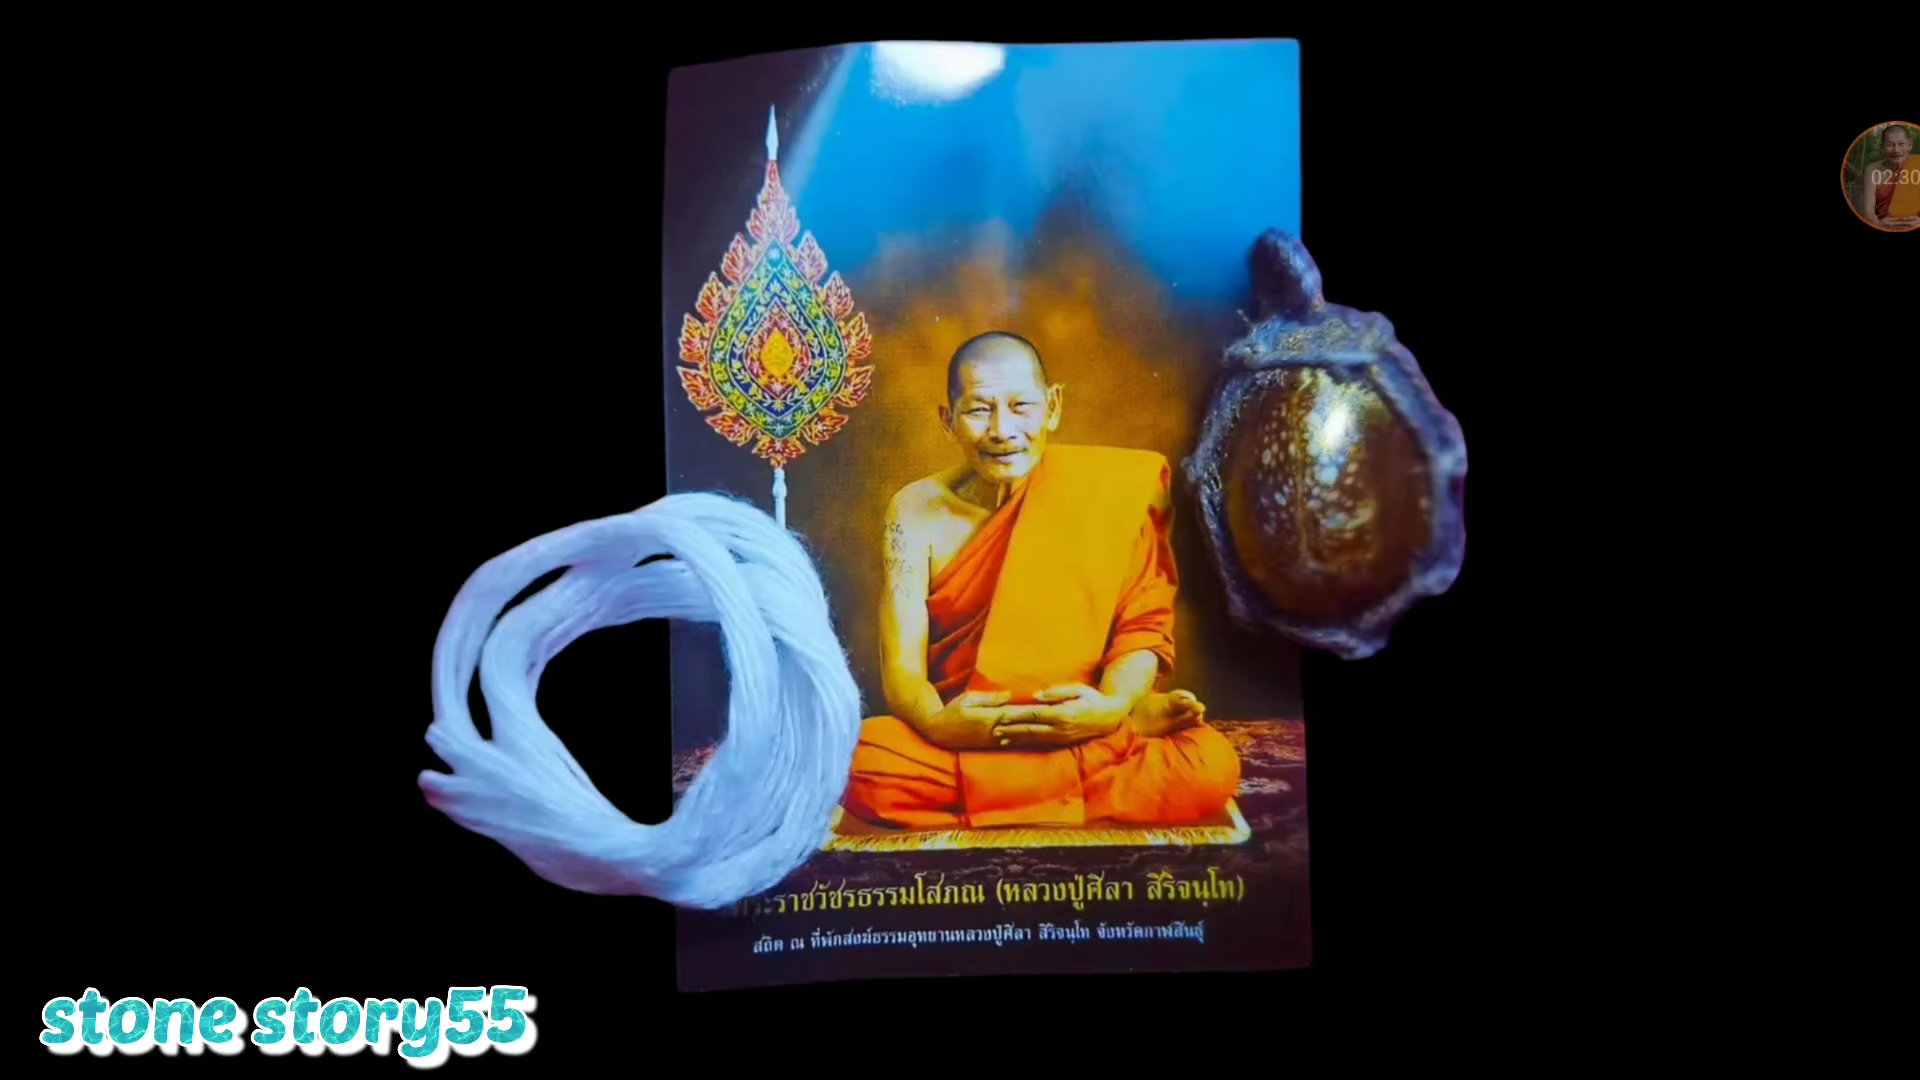 02:30
พระราชวัชรธรรมโสภณ (หลวงปู่ศิลา สิริจนฺโท)
สถิต ณ ที่พักสงฆ์ธรรมอุทยานหลวงปู่ศิลา สิริจนฺโท จังหวัดกาฬสินธุ์
stone story55